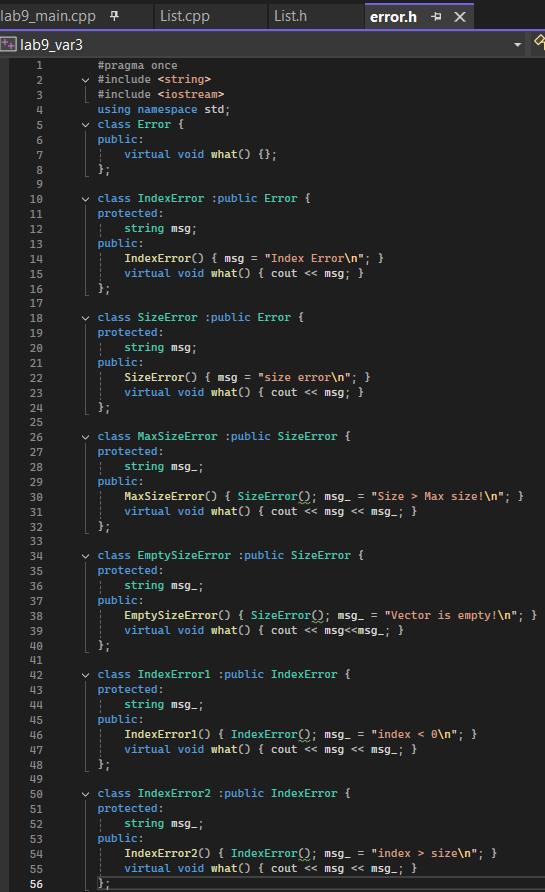 lab9_main.cpp List.cpp List.h error.h
lab9_var3
1 #pragma once
2 #include <string>
3 #include <iostream>
4 using namespace std;
5 class Error {
6 public:
7 virtual void what() {};
8 };
9
10 class IndexError :public Error {
11 protected:
12 string msg;
13 public:
14 IndexError() { msg = "Index Error\n"; }
15 virtual void what() { cout << msg; }
16 };
17
18 class SizeError :public Error {
19 protected:
20 string msg;
21 public:
22 SizeError() { msg = "size error\n"; }
23 virtual void what() { cout << msg; }
24 };
25
26 class MaxSizeError :public SizeError {
27 protected:
28 string msg_;
29 public:
30 MaxSizeError() { SizeError(); msg_ = "Size > Max size!\n"; }
31 virtual void what() { cout << msg << msg_; }
32 };
33
34 class EmptySizeError :public SizeError {
35 protected:
36 string msg_;
37 public:
38 EmptySizeError() { SizeError(); msg_ = "Vector is empty!\n"; }
39 virtual void what() { cout << msg<<msg_; }
40 };
41
42 class IndexError1 :public IndexError {
43 protected:
44 string msg_;
45 public:
46 IndexError1() { IndexError(); msg_ = "index < 0\n"; }
47 virtual void what() { cout << msg << msg_; }
48 };
49
50 class IndexError2 :public IndexError {
51 protected:
52 string msg_;
53 public:
54 IndexError2() { IndexError(); msg_ = "index > size\n"; }
55 virtual void what() { cout << msg << msg_; }
56 };